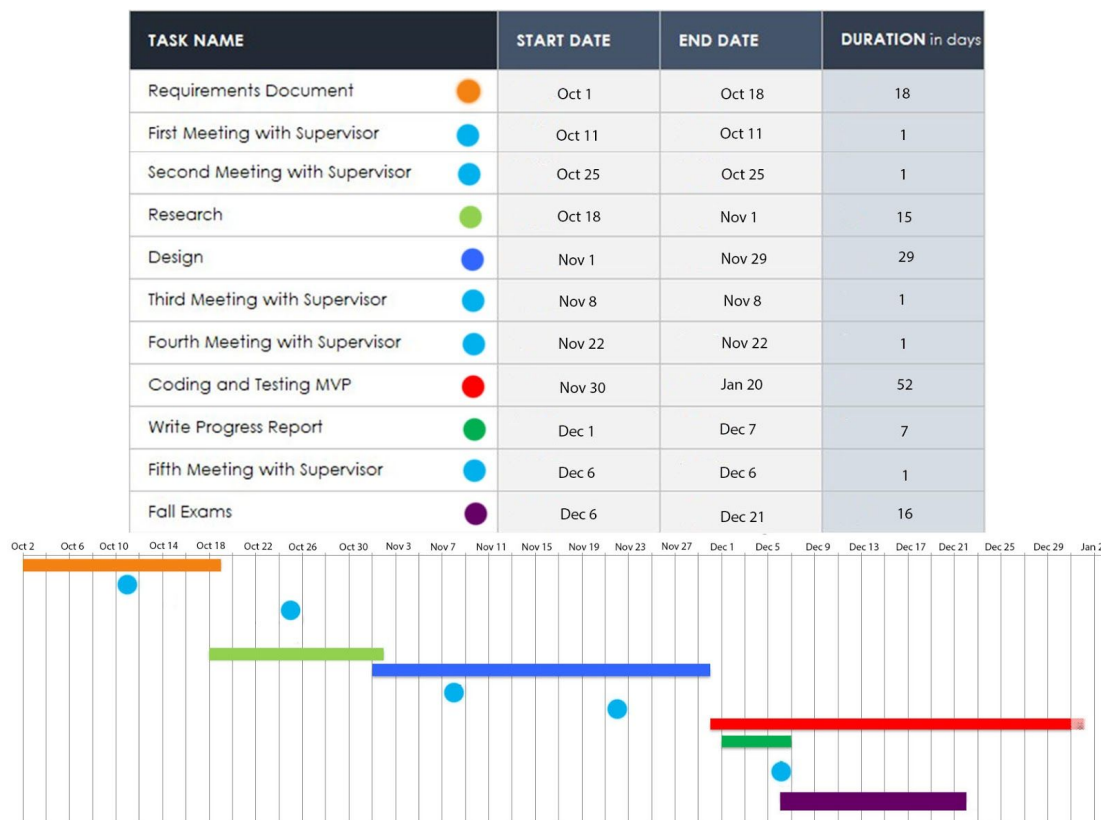 TASK NAME START DATE END DATE DURATION in days
Requirements Document Oct 1 Oct 18 18
First Meeting with Supervisor Oct 11 Oct 11 1
Second Meeting with Supervisor Oct 25 Oct 25 1
Research Oct 18 Nov 1 15
Design Nov 1 Nov 29 29
Third Meeting with Supervisor Nov 8 Nov 8 1
Fourth Meeting with Supervisor Nov 22 Nov 22 1
Coding and Testing MVP Nov 30 Jan 20 52
Write Progress Report Dec 1 Dec 7 7
Fifth Meeting with Supervisor Dec 6 Dec 6 1
Fall Exams Dec 6 Dec 21 16
Oct 2 Oct 6 Oct 10 Oct 14 Oct 18 Oct 22 Oct 26 Oct 30 Nov 3 Nov 7 Nov 11 Nov 15 Nov 19 Nov 23 Nov 27 Dec 1 Dec 5 Dec 9 Dec 13 Dec 17 Dec 21 Dec 25 Dec 29 Jan 2